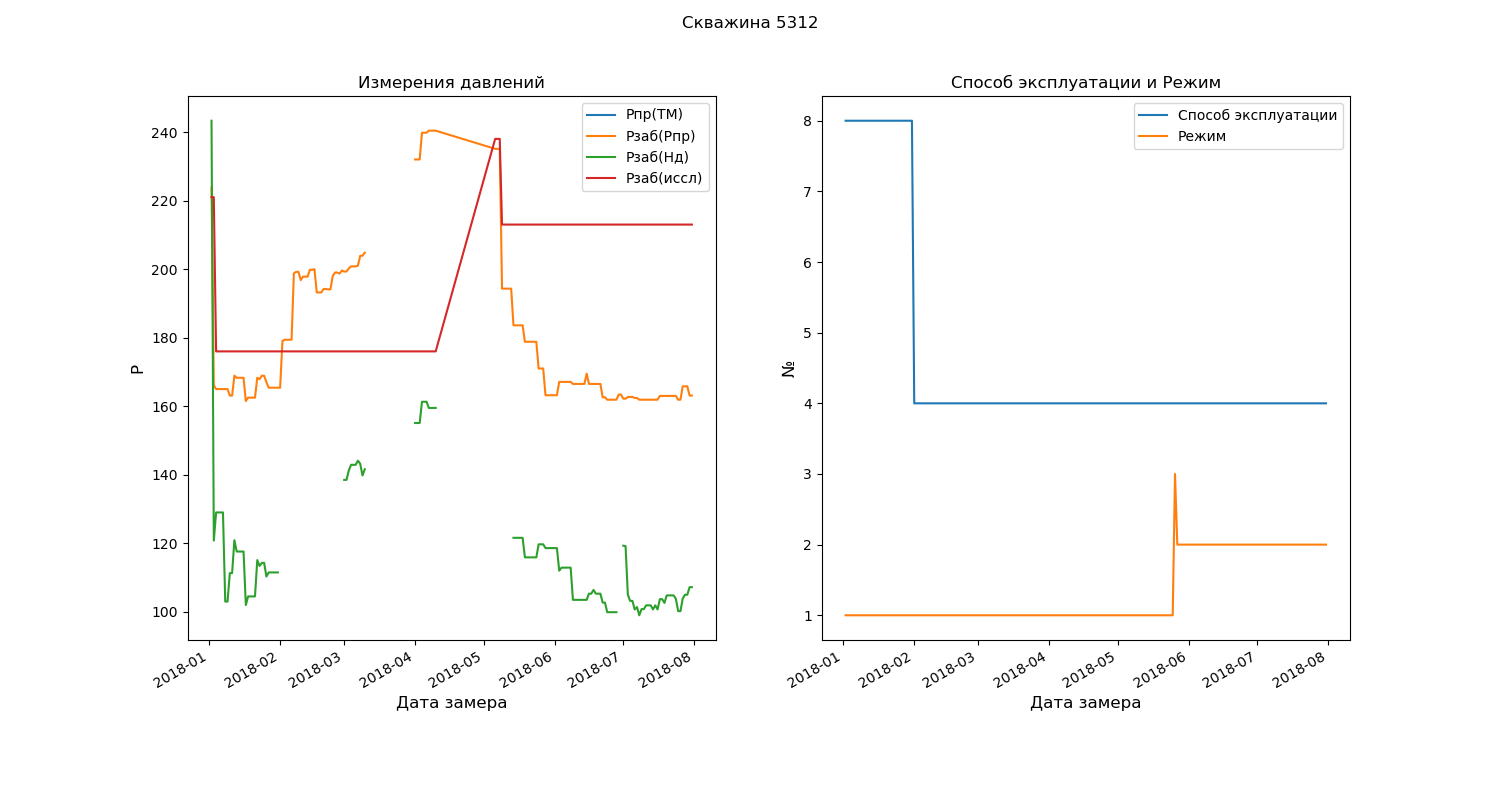 Скважина 5312
Измерения давлений
Рпр(ТМ)
Рзаб(Рпр)
Рзаб(Нд)
Рзаб(иссл)
240
220
200
180
160
140
120
100
Р
2018-01
2018-02
2018-03
2018-04
2018-05
2018-06
2018-07
2018-08
Дата замера
Способ эксплуатации и Режим
Способ эксплуатации
Режим
8
7
6
5
4
3
2
1
№
2018-01
2018-02
2018-03
2018-04
2018-05
2018-06
2018-07
2018-08
Дата замера